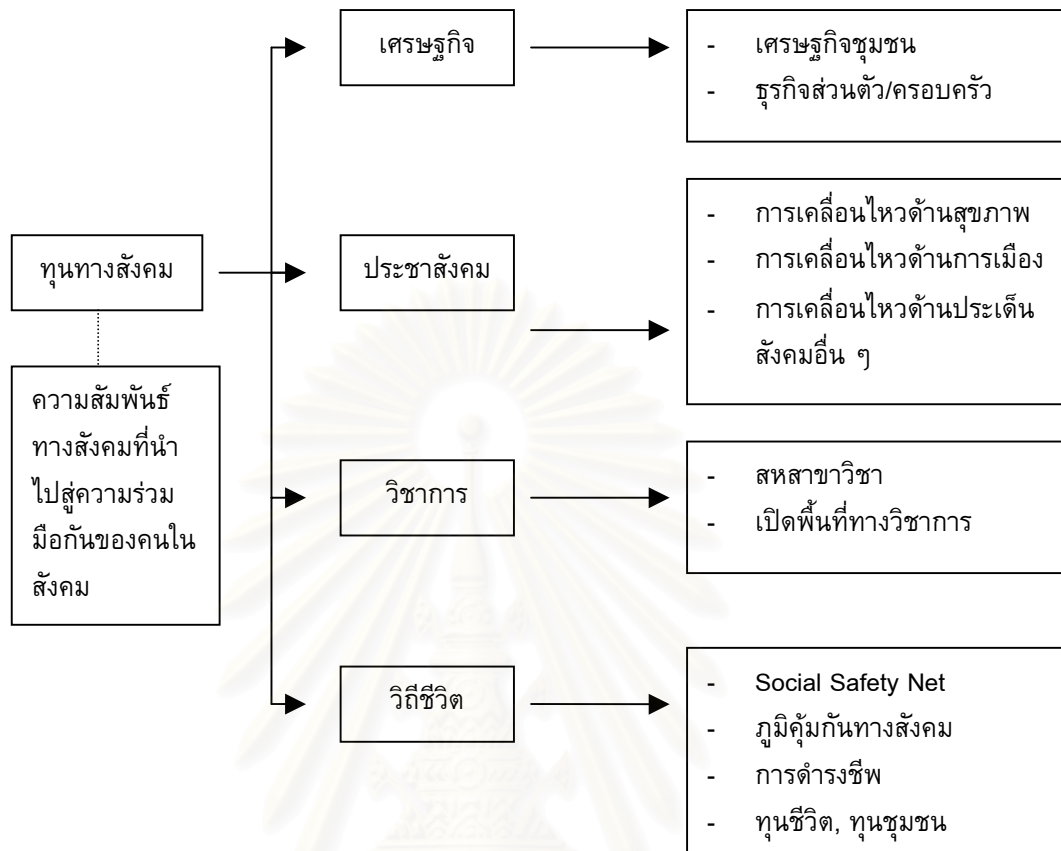 เศรษฐกิจ
- เศรษฐกิจชุมชน
- ธุรกิจส่วนตัว/ครอบครัว
ทุนทางสังคม
ความสัมพันธ์
ทางสังคมที่นำ
ไปสู่ความร่วม
มือกันของคนใน
สังคม
ประชาสังคม
- การเคลื่อนไหวด้านสุขภาพ
- การเคลื่อนไหวด้านการเมือง
- การเคลื่อนไหวด้านประเด็น
สังคมอื่น ๆ
วิชาการ
- สหสาขาวิชา
- เปิดพื้นที่ทางวิชาการ
วิถีชีวิต
- Social Safety Net
- ภูมิคุ้มกันทางสังคม
- การดำรงชีพ
- ทุนชีวิต, ทุนชุมชน